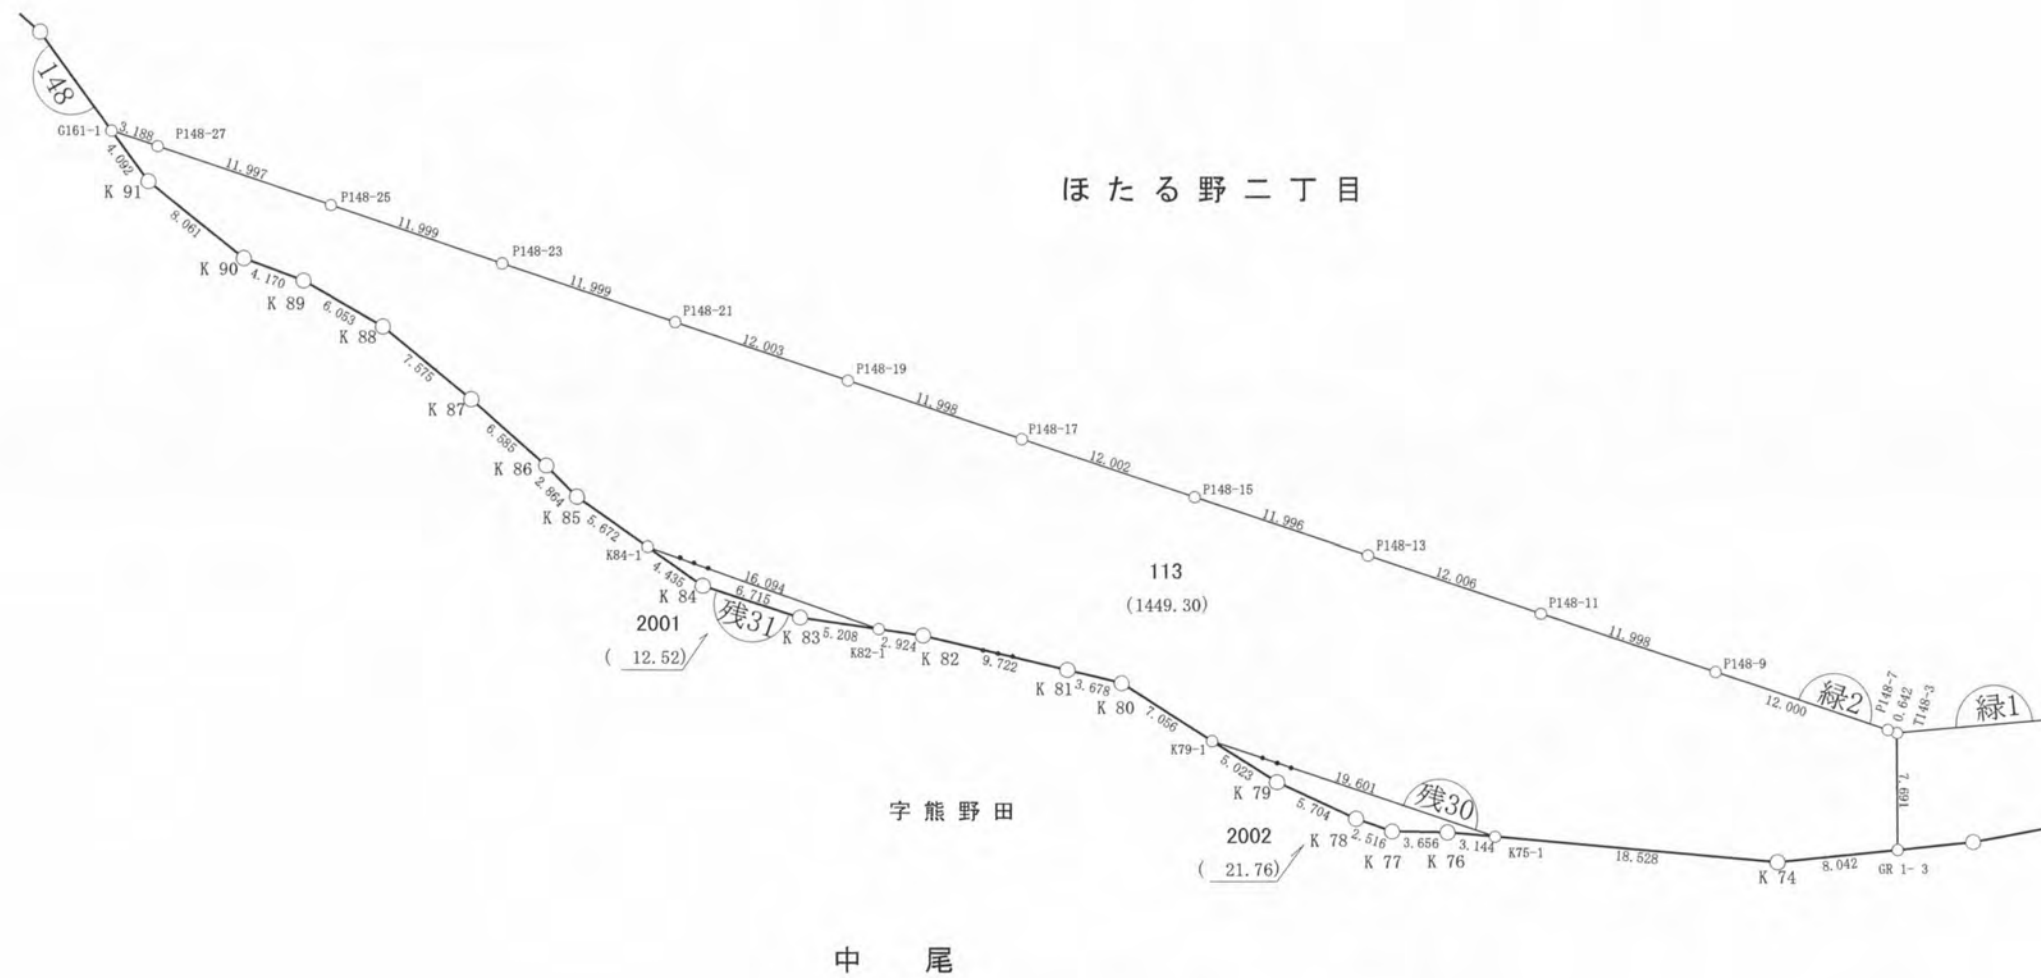 148
G161-1
3.188
P148-27
4.092
11.997
K 91
P148-25
ほたる野二丁目
8.061
11.999
P148-23
K 90
4.170
K 89
11.999
6.053
P148-21
K 88
12.003
7.575
P148-19
K 87
11.998
P148-17
6.585
K 86
12.002
2.864
P148-15
K 85
5.672
11.996
K84-1
P148-13
16.094
113
12.006
4.435
6.715
K 84
(1449.30)
P148-11
残31
2001
K 83
5.208
11.998
K82-1
2.924
K 82
( 12.52)
9.722
P148-9
K 81
3.678
K 80
緑2
12.000
P148-7
0.642
T148-3
緑1
7.056
K79-1
5.023
19.601
K 79
残30
7.691
字熊野田
5.704
2002
K 78
2.516
K 77
3.656
K 76
3.144
K75-1
18.528
( 21.76)
K 74
8.042
GR 1- 3
中尾